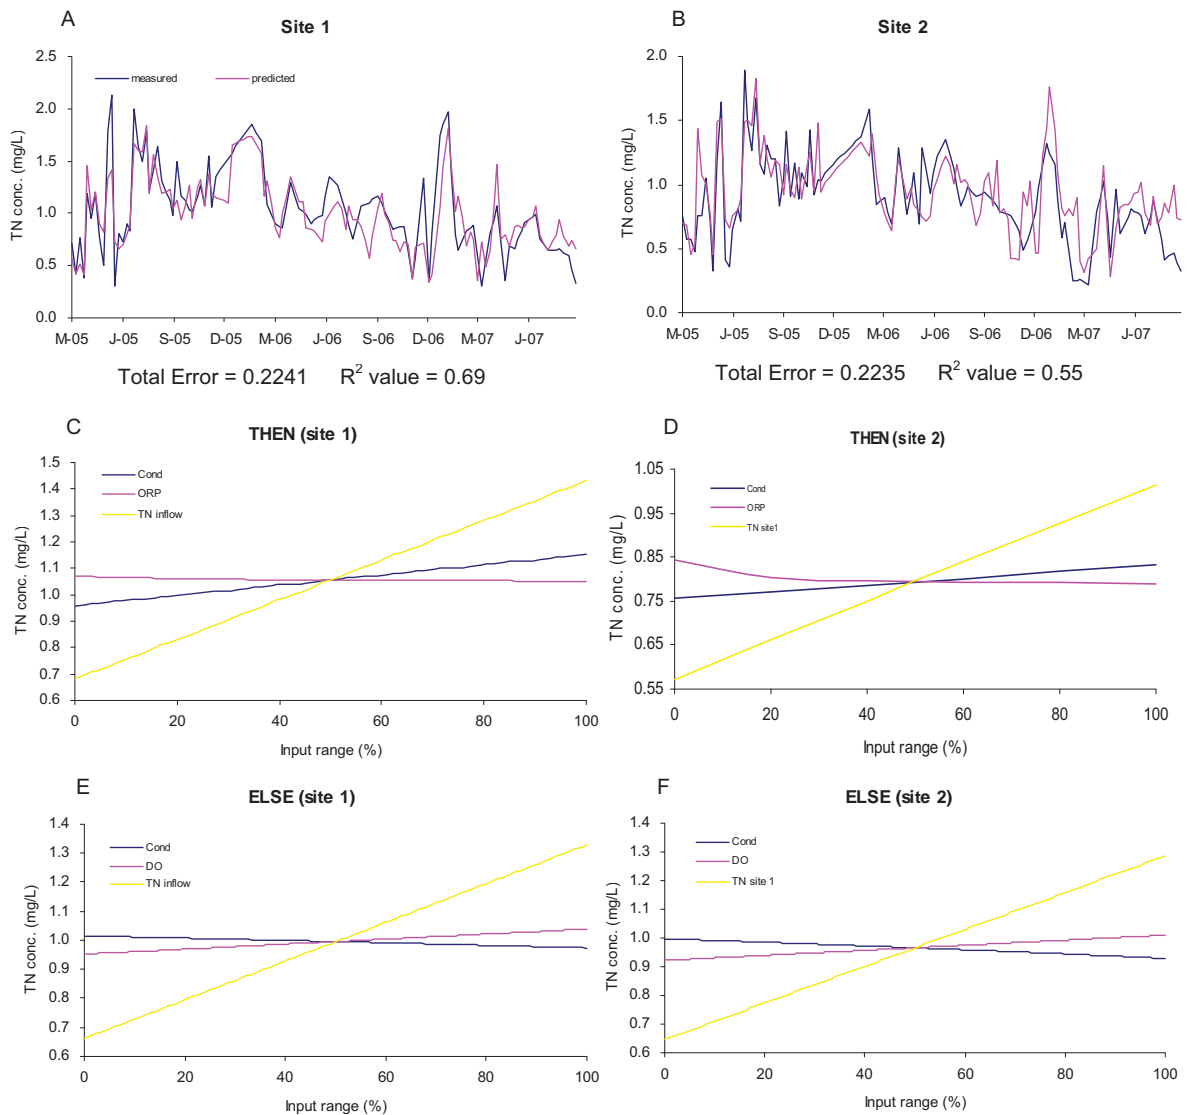 A
Site 1
TN conc. (mg/L)
2.5
2.0
1.5
1.0
0.5
0.0
measured
predicted
M-05 J-05 S-05 D-05 M-06 J-06 S-06 D-06 M-07 J-07
Total Error = 0.2241 R² value = 0.69
B
Site 2
TN conc. (mg/L)
2.0
1.5
1.0
0.5
0.0
M-05 J-05 S-05 D-05 M-06 J-06 S-06 D-06 M-07 J-07
Total Error = 0.2235 R² value = 0.55
C
THEN (site 1)
TN conc. (mg/L)
1.5
1.4
1.3
1.2
1.1
1.0
0.9
0.8
0.7
0.6
Cond
ORP
TN inflow
0 20 40 60 80 100
Input range (%)
D
THEN (site 2)
TN conc. (mg/L)
1.05
0.95
0.85
0.75
0.65
0.55
Cond
ORP
TN site1
0 20 40 60 80 100
Input range (%)
E
ELSE (site 1)
TN conc. (mg/L)
1.4
1.3
1.2
1.1
1.0
0.9
0.8
0.7
0.6
Cond
DO
TN inflow
0 20 40 60 80 100
Input range (%)
F
ELSE (site 2)
TN conc. (mg/L)
1.4
1.3
1.2
1.1
1.0
0.9
0.8
0.7
0.6
Cond
DO
TN site 1
0 20 40 60 80 100
Input range (%)